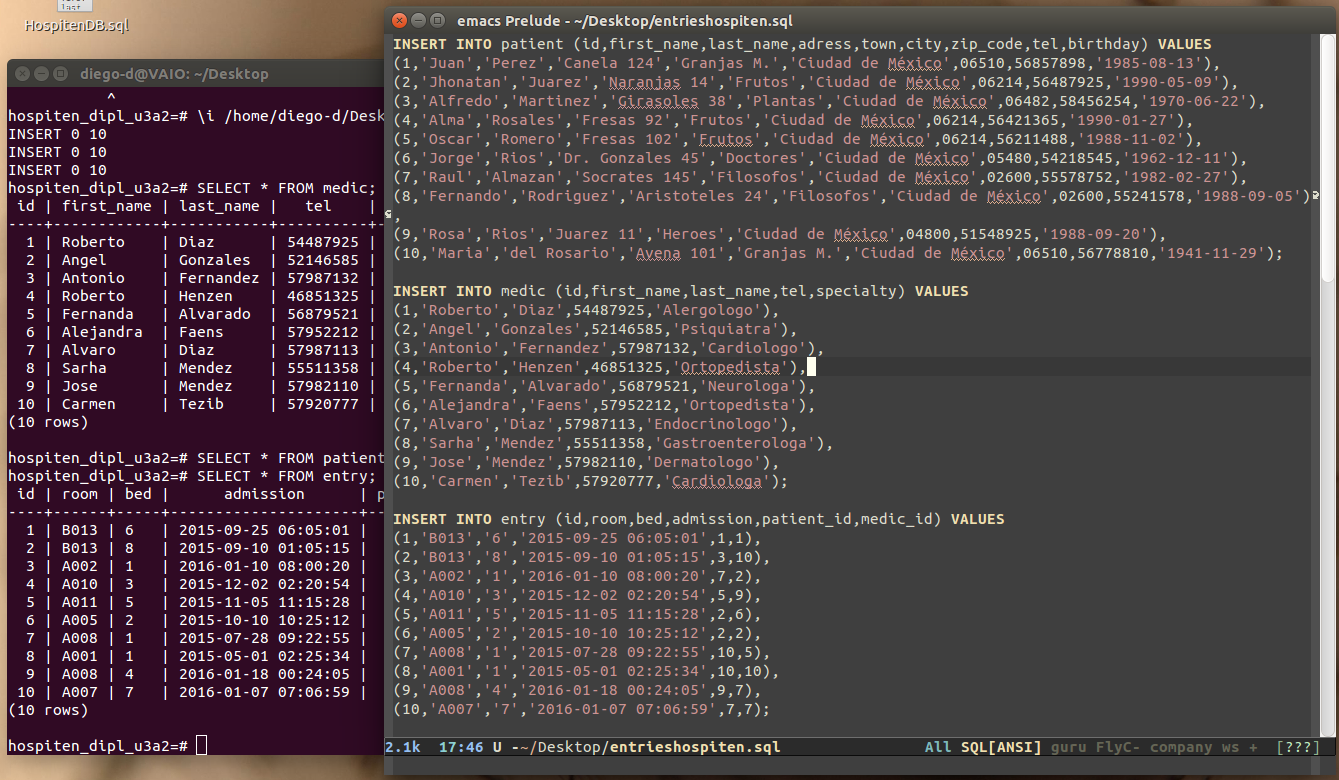 HospitenDB.sql
diego-d@VAIO: ~/Desktop
^
hospiten_dipl_u3a2=# \i /home/diego-d/Desk
INSERT 0 10
INSERT 0 10
INSERT 0 10
hospiten_dipl_u3a2=# SELECT * FROM medic;
 id | first_name | last_name |   tel    |
----+------------+-----------+----------+-
  1 | Roberto    | Diaz      | 54487925 |
  2 | Angel      | Gonzales  | 52146585 |
  3 | Antonio    | Fernandez | 57987132 |
  4 | Roberto    | Henzen    | 46851325 |
  5 | Fernanda   | Alvarado  | 56879521 |
  6 | Alejandra  | Faens     | 57952212 |
  7 | Alvaro     | Diaz      | 57987113 |
  8 | Sarha      | Mendez    | 55511358 |
  9 | Jose       | Mendez    | 57982110 |
 10 | Carmen     | Tezib     | 57920777 |
(10 rows)
hospiten_dipl_u3a2=# SELECT * FROM patient
hospiten_dipl_u3a2=# SELECT * FROM entry;
 id | room | bed |      admission      | p
----+------+-----+---------------------+--
  1 | B013 | 6   | 2015-09-25 06:05:01 |
  2 | B013 | 8   | 2015-09-10 01:05:15 |
  3 | A002 | 1   | 2016-01-10 08:00:20 |
  4 | A010 | 3   | 2015-12-02 02:20:54 |
  5 | A011 | 5   | 2015-11-05 11:15:28 |
  6 | A005 | 2   | 2015-10-10 10:25:12 |
  7 | A008 | 1   | 2015-07-28 09:22:55 |
  8 | A001 | 1   | 2015-05-01 02:25:34 |
  9 | A008 | 4   | 2016-01-18 00:24:05 |
 10 | A007 | 7   | 2016-01-07 07:06:59 |
(10 rows)
hospiten_dipl_u3a2=#
emacs Prelude - ~/Desktop/entrieshospiten.sql
INSERT INTO patient (id,first_name,last_name,adress,town,city,zip_code,tel,birthday) VALUES
(1,'Juan','Perez','Canela 124','Granjas M.','Ciudad de México',06510,56857898,'1985-08-13'),
(2,'Jhonatan','Juarez','Naranjas 14','Frutos','Ciudad de México',06214,56487925,'1990-05-09'),
(3,'Alfredo','Martinez','Girasoles 38','Plantas','Ciudad de México',06482,58456254,'1970-06-22'),
(4,'Alma','Rosales','Fresas 92','Frutos','Ciudad de México',06214,56421365,'1990-01-27'),
(5,'Oscar','Romero','Fresas 102','Frutos','Ciudad de México',06214,56211488,'1988-11-02'),
(6,'Jorge','Rios','Dr. Gonzales 45','Doctores','Ciudad de México',05480,54218545,'1962-12-11'),
(7,'Raul','Almazan','Socrates 145','Filosofos','Ciudad de México',02600,55578752,'1982-02-27'),
(8,'Fernando','Rodriguez','Aristoteles 24','Filosofos','Ciudad de México',02600,55241578,'1988-09-05')
,
(9,'Rosa','Rios','Juarez 11','Heroes','Ciudad de México',04800,51548925,'1988-09-20'),
(10,'Maria','del Rosario','Avena 101','Granjas M.','Ciudad de México',06510,56778810,'1941-11-29');
INSERT INTO medic (id,first_name,last_name,tel,specialty) VALUES
(1,'Roberto','Diaz',54487925,'Alergologo'),
(2,'Angel','Gonzales',52146585,'Psiquiatra'),
(3,'Antonio','Fernandez',57987132,'Cardiologo'),
(4,'Roberto','Henzen',46851325,'Ortopedista'),
(5,'Fernanda','Alvarado',56879521,'Neurologa'),
(6,'Alejandra','Faens',57952212,'Ortopedista'),
(7,'Alvaro','Diaz',57987113,'Endocrinologo'),
(8,'Sarha','Mendez',55511358,'Gastroenterologa'),
(9,'Jose','Mendez',57982110,'Dermatologo'),
(10,'Carmen','Tezib',57920777,'Cardiologa');
INSERT INTO entry (id,room,bed,admission,patient_id,medic_id) VALUES
(1,'B013','6','2015-09-25 06:05:01',1,1),
(2,'B013','8','2015-09-10 01:05:15',3,10),
(3,'A002','1','2016-01-10 08:00:20',7,2),
(4,'A010','3','2015-12-02 02:20:54',5,9),
(5,'A011','5','2015-11-05 11:15:28',2,6),
(6,'A005','2','2015-10-10 10:25:12',2,2),
(7,'A008','1','2015-07-28 09:22:55',10,5),
(8,'A001','1','2015-05-01 02:25:34',10,10),
(9,'A008','4','2016-01-18 00:24:05',9,7),
(10,'A007','7','2016-01-07 07:06:59',7,7);
2.1k 17:46 U -~/Desktop/entrieshospiten.sql All SQL[ANSI] guru FlyC- company ws + [???]